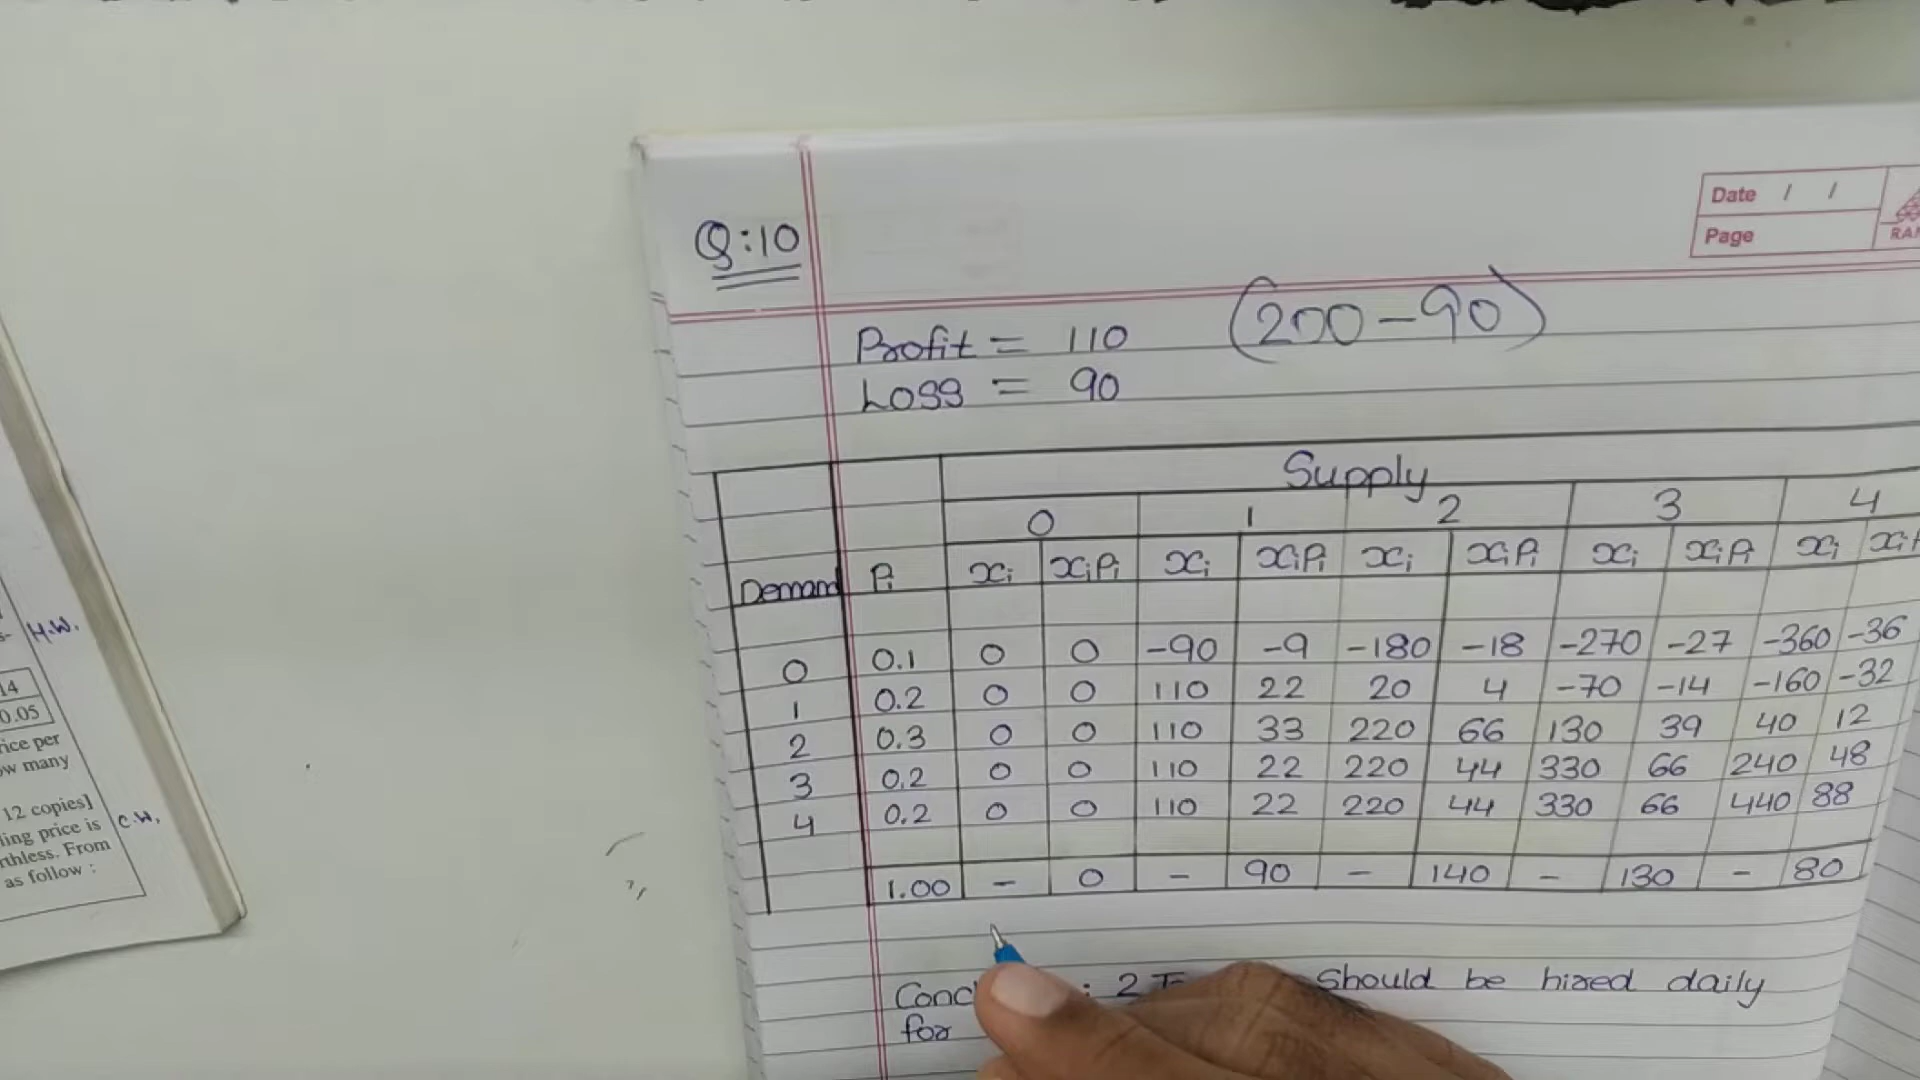 Date / /
Page
Q:10
Profit = 110 (200-90)
Loss = 90
Supply
0 1 2 3 4
Demand Pi xi xiPi xi xiPi xi xiPi xi xiPi xi
0 0.1 0 0 -90 -9 -180 -18 -270 -27 -360 -36
1 0.2 0 0 110 22 20 4 -70 -14 -160 -32
2 0.3 0 0 110 33 220 66 130 39 40 12
3 0.2 0 0 110 22 220 44 330 66 240 48
4 0.2 0 0 110 22 220 44 330 66 440 88
1.00 - 0 - 90 - 140 - 130 - 80
2 should be hired daily
for
H.W.
14
0.05
rice per
ow many
12 copies]
ling price is
rthless. From
as follow :
C.W.